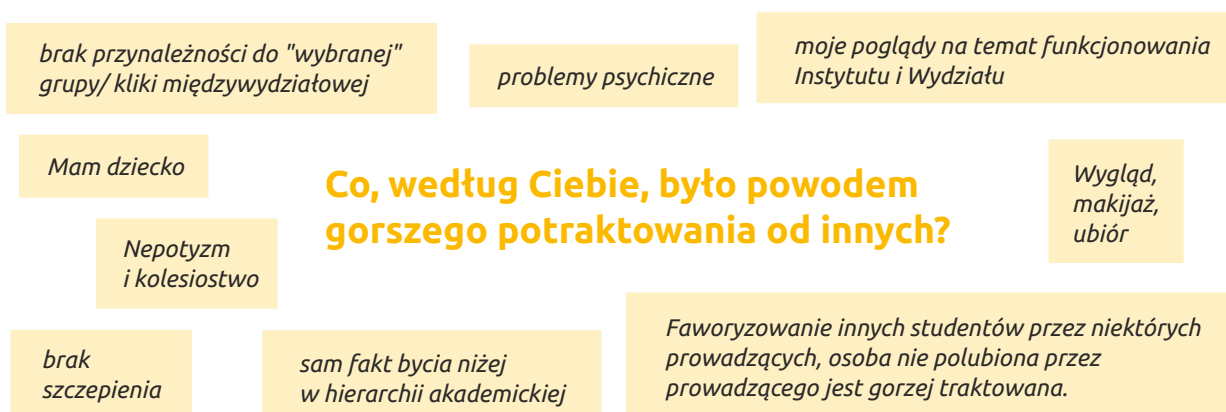 brak przynależności do "wybranej"
grupy/ kliki międzywydziałowej
problemy psychiczne
moje poglądy na temat funkcjonowania
Instytutu i Wydziału
Mam dziecko
Co, według Ciebie, było powodem
gorszego potraktowania od innych?
Wygląd,
makijaż,
ubiór
Nepotyzm
i kolesiostwo
brak
szczepienia
sam fakt bycia niżej
w hierarchii akademickiej
Faworyzowanie innych studentów przez niektórych
prowadzących, osoba nie polubiona przez
prowadzącego jest gorzej traktowana.